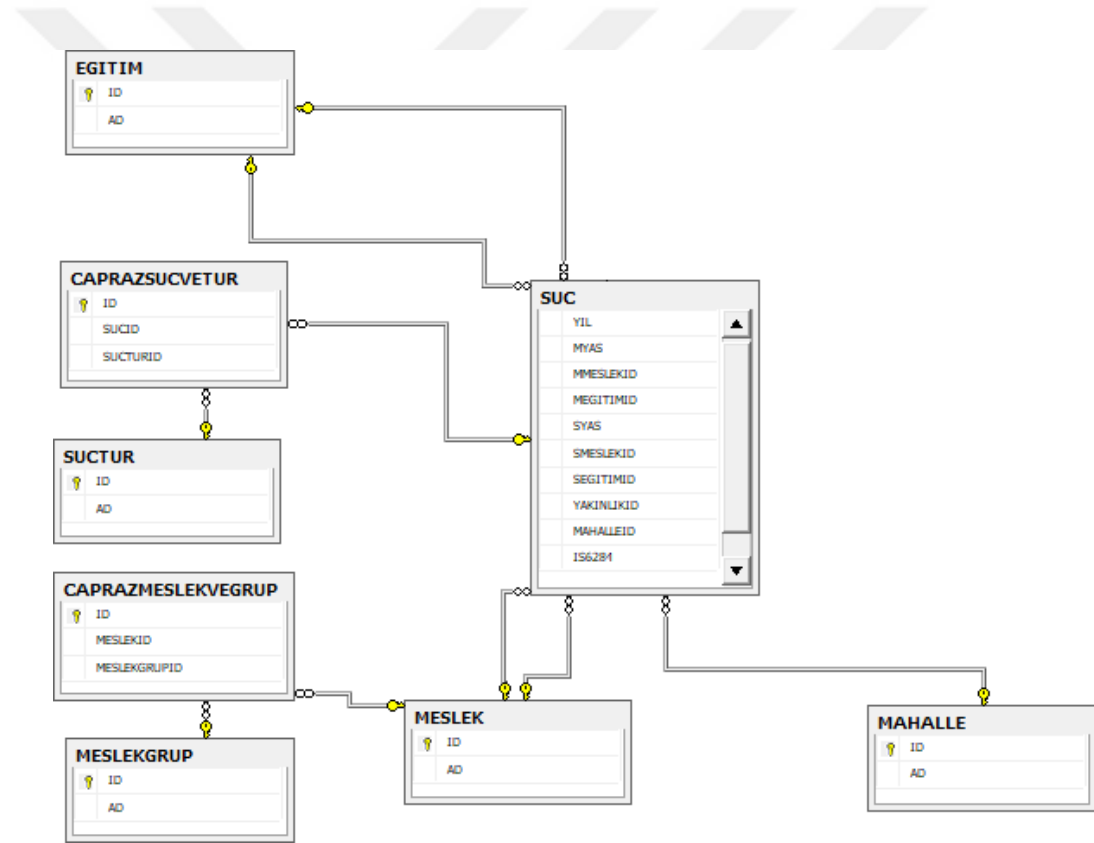 EGITIM
ID
AD
CAPRAZSUCVETUR
ID
SUCID
SUCTURID
SUCTUR
ID
AD
SUC
YIL
MYAS
MMESLEKID
MEGITIMID
SYAS
SMESLEKID
SEGITIMID
YAKINLIKID
MAHALLEID
IS6284
CAPRAZMESLEKVEGRUP
ID
MESLEKID
MESLEKGRUPID
MESLEKGRUP
ID
AD
MESLEK
ID
AD
MAHALLE
ID
AD